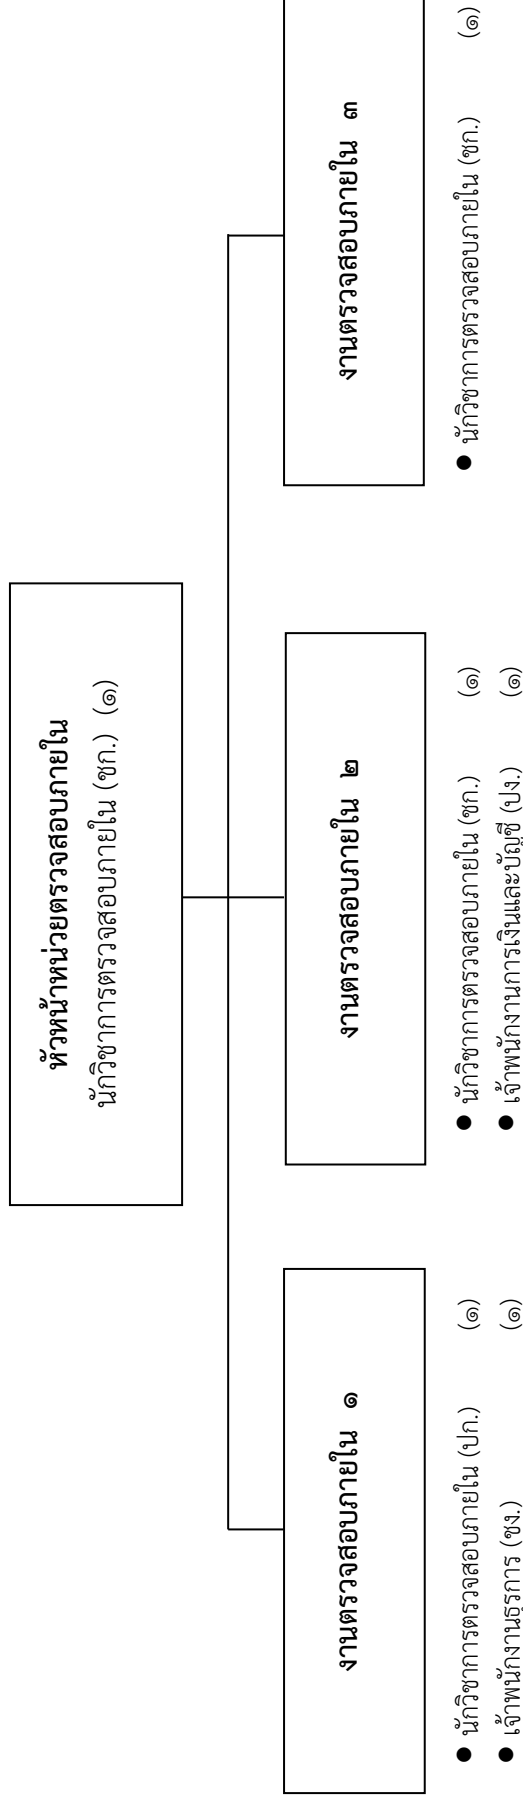 หัวหน้าหน่วยตรวจสอบภายใน
นักวิชาการตรวจสอบภายใน (ชก.) (๑)
งานตรวจสอบภายใน ๑
● นักวิชาการตรวจสอบภายใน (ปก.) (๑)
● เจ้าพนักงานธุรการ (ชง.) (๑)
งานตรวจสอบภายใน ๒
● นักวิชาการตรวจสอบภายใน (ชก.) (๑)
● เจ้าพนักงานการเงินและบัญชี (ปง.) (๑)
งานตรวจสอบภายใน ๓
● นักวิชาการตรวจสอบภายใน (ชก.) (๑)